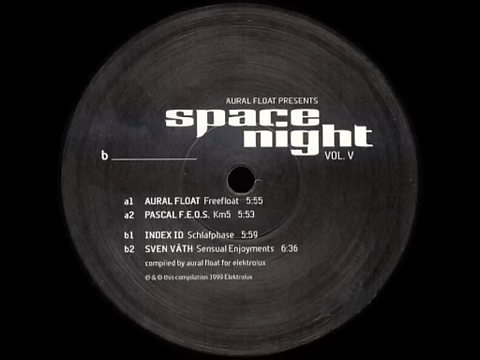 AURAL FLOAT PRESENTS
space
night
VOL. V
b
a1 AURAL FLOAT Freefloat 5:55
a2 PASCAL F.E.O.S. Km5 5:53
b1 INDEX ID Schlafphase 5:59
b2 SVEN VÄTH Sensual Enjoyments 6:36
compiled by aural float for elektrolux
℗ & © this compilation 1999 Elektrolux